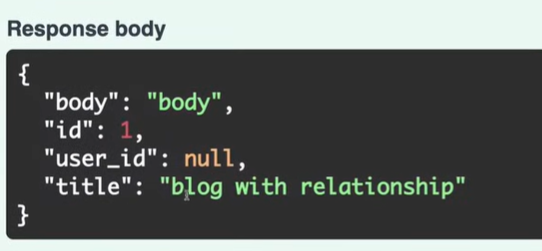 Response body
{
"body": "body",
"id": 1,
"user_id": null,
"title": "blog with relationship"
}